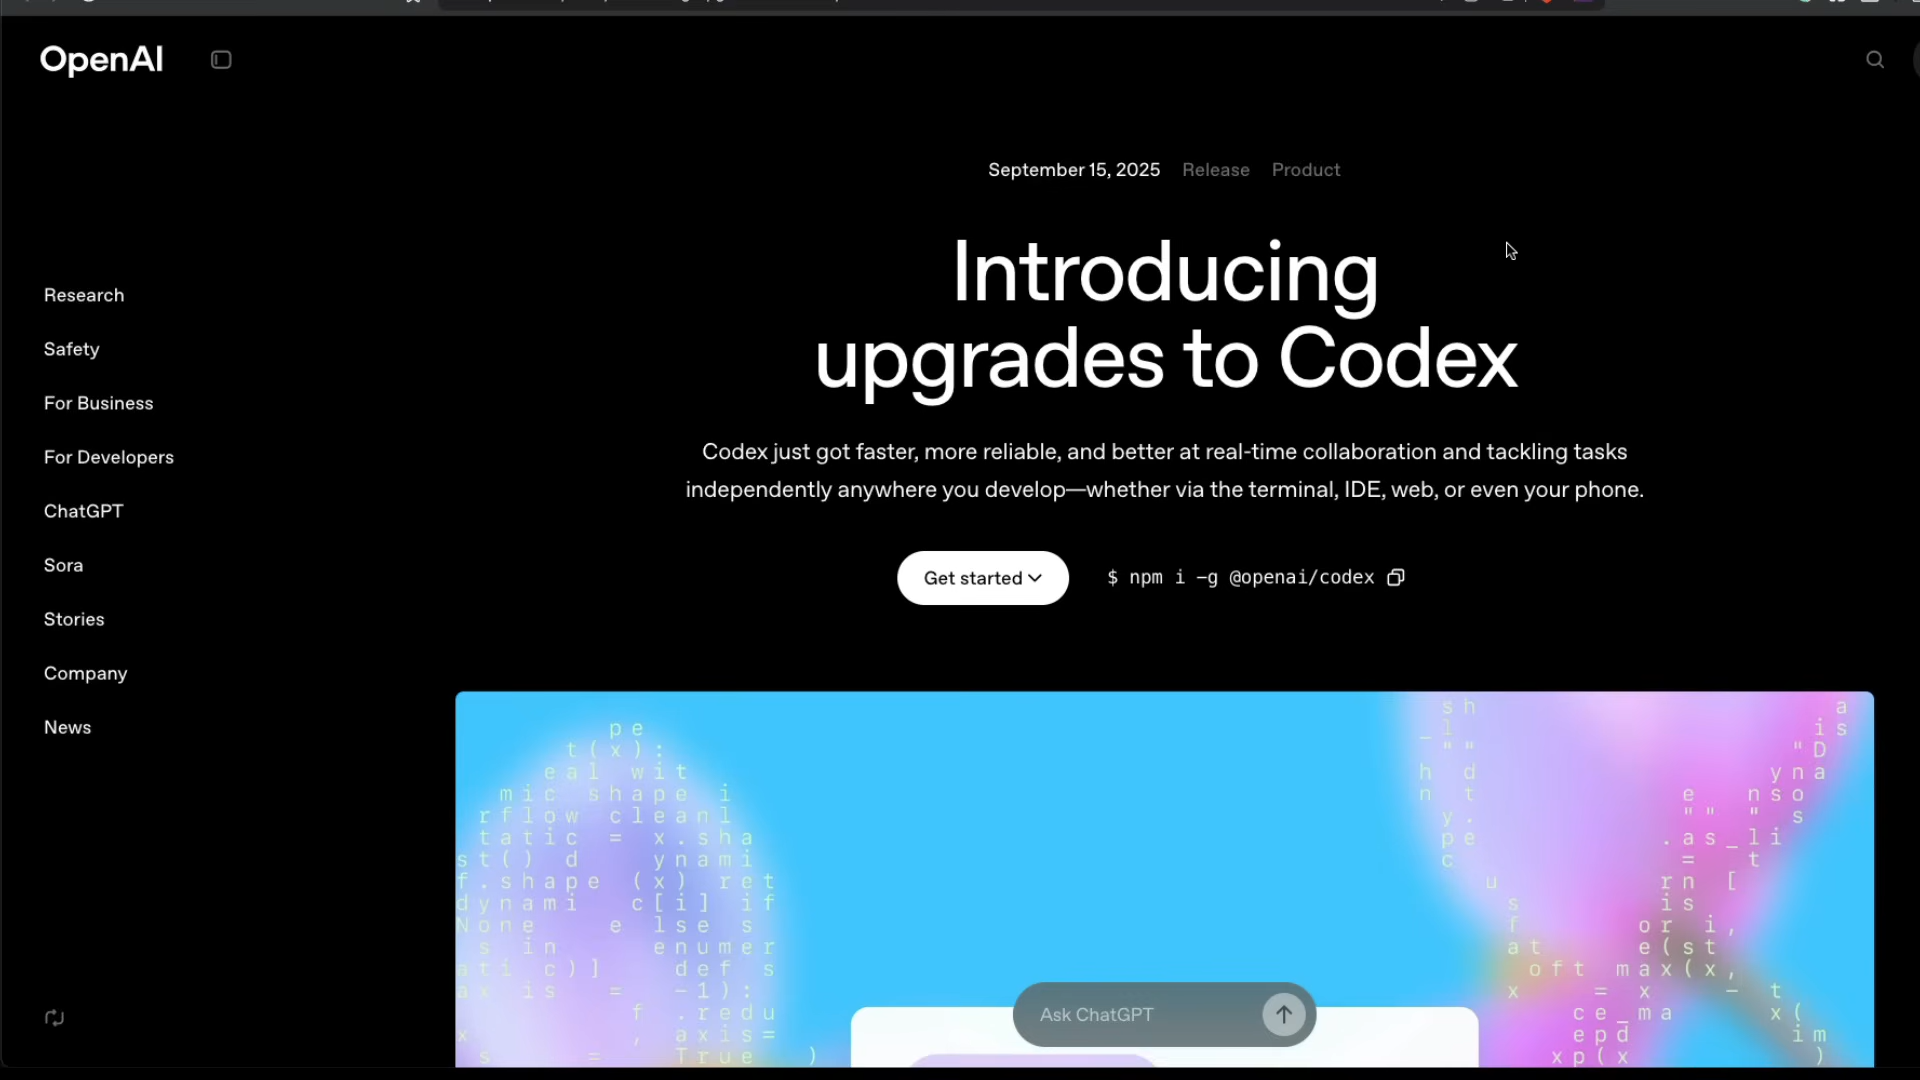 OpenAI
September 15, 2025 Release Product
Introducing
upgrades to Codex
Codex just got faster, more reliable, and better at real-time collaboration and tackling tasks
independently anywhere you develop—whether via the terminal, IDE, web, or even your phone.
Get started
$ npm i -g @openai/codex
Research
Safety
For Business
For Developers
ChatGPT
Sora
Stories
Company
News
Ask ChatGPT